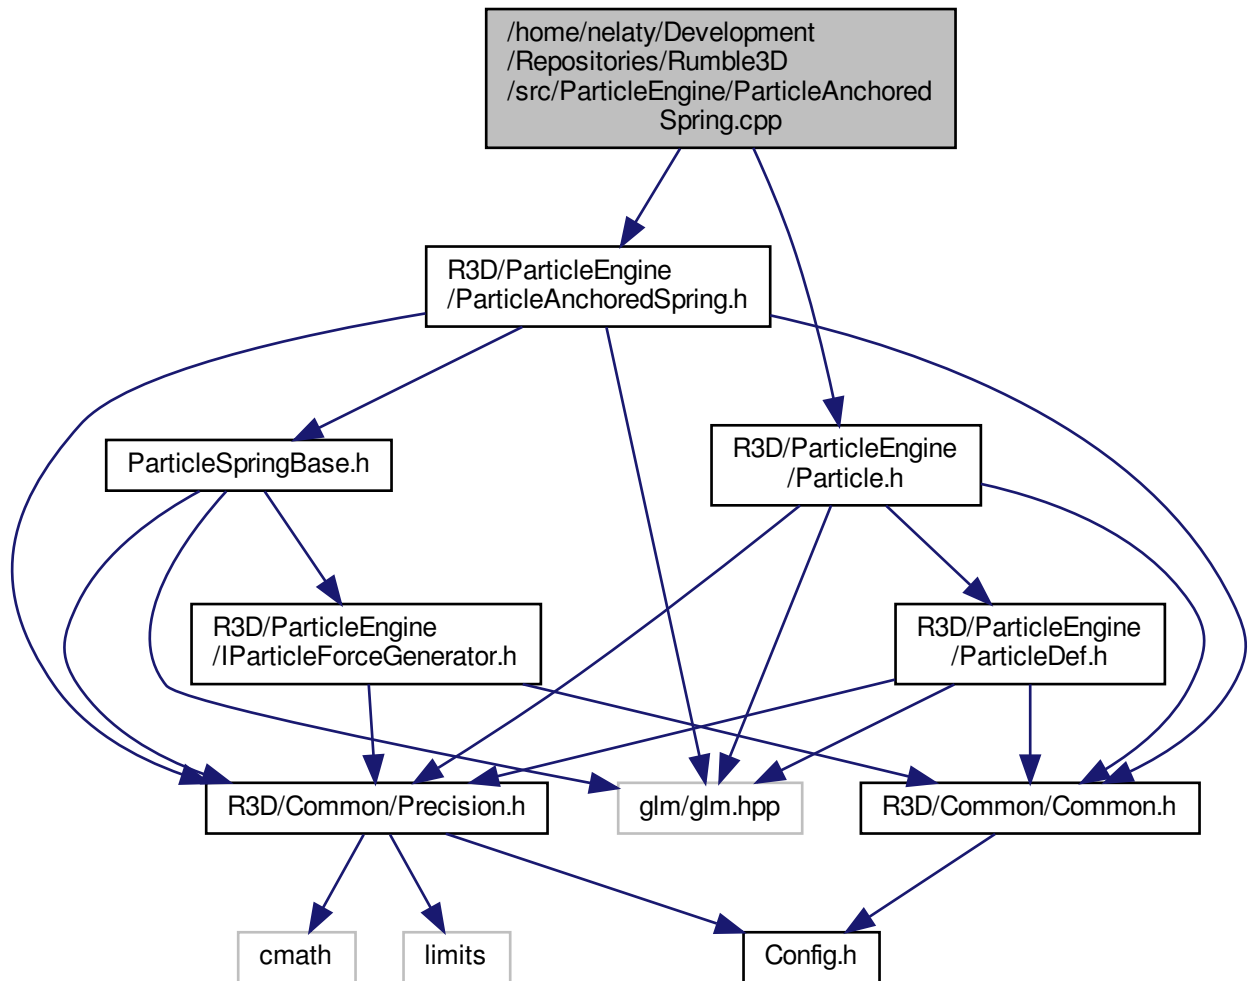 /home/nelaty/Development
/Repositories/Rumble3D
/src/ParticleEngine/ParticleAnchored
Spring.cpp
R3D/ParticleEngine
/ParticleAnchoredSpring.h
ParticleSpringBase.h
R3D/ParticleEngine
/Particle.h
R3D/ParticleEngine
/IParticleForceGenerator.h
R3D/ParticleEngine
/ParticleDef.h
R3D/Common/Precision.h
glm/glm.hpp
R3D/Common/Common.h
cmath
limits
Config.h